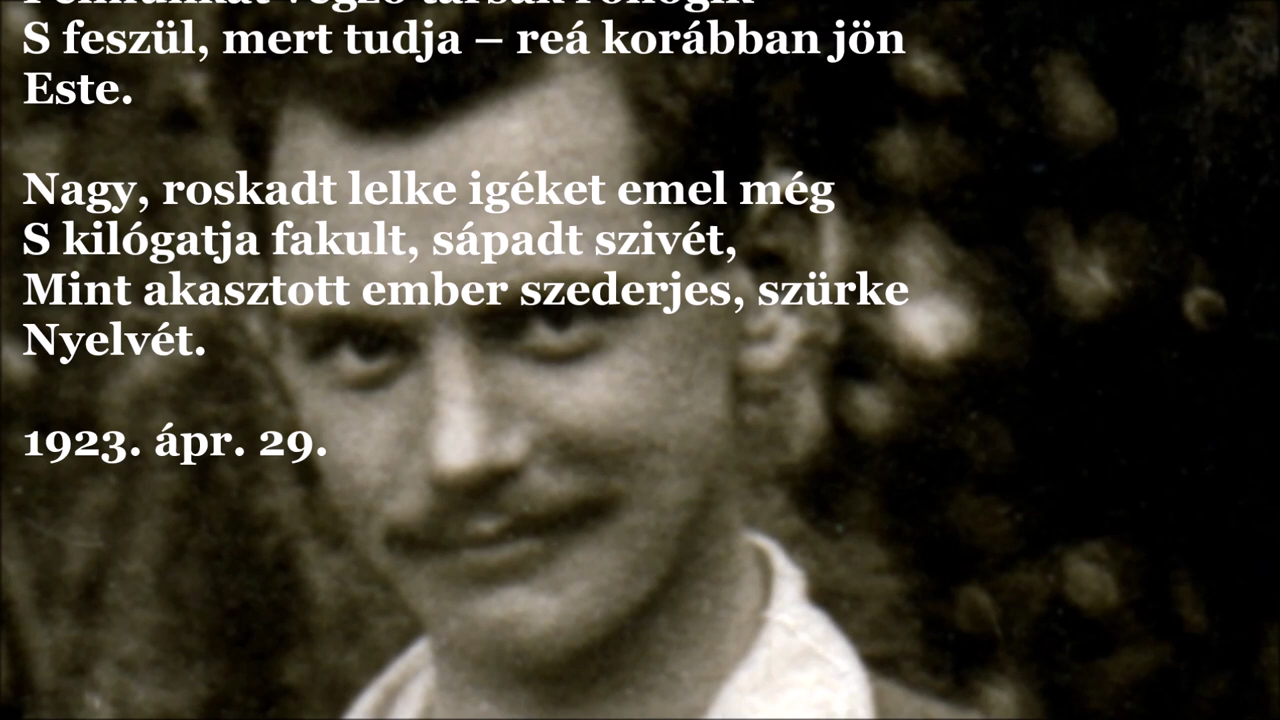 S feszül, mert tudja – reá korábban jön
Este.
Nagy, roskadt lelke igéket emel még
S kilógatja fakult, sápadt szivét,
Mint akasztott ember szederjes, szürke
Nyelvét.
1923. ápr. 29.